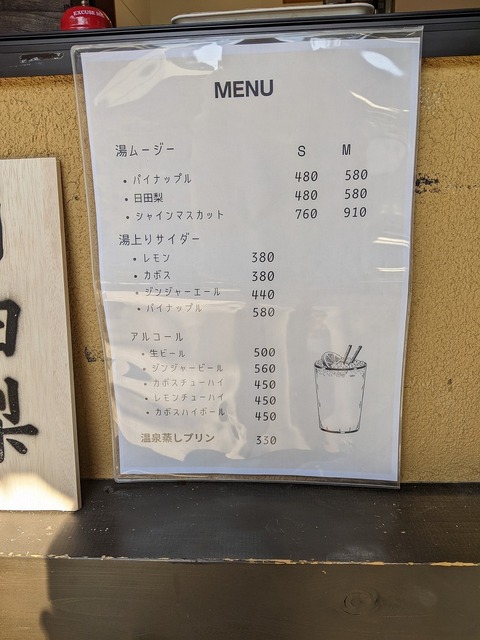 EXCUSE ME
MENU
湯ムージー S M
・パイナップル 480 580
・日田梨 480 580
・シャインマスカット 760 910
湯上りサイダー
・レモン 380
・カボス 380
・ジンジャーエール 440
・パイナップル 580
アルコール
・生ビール 500
・ジンジャービール 560
・カボスチューハイ 450
・レモンチューハイ 450
・カボスハイボール 450
温泉蒸しプリン 330
田
梨